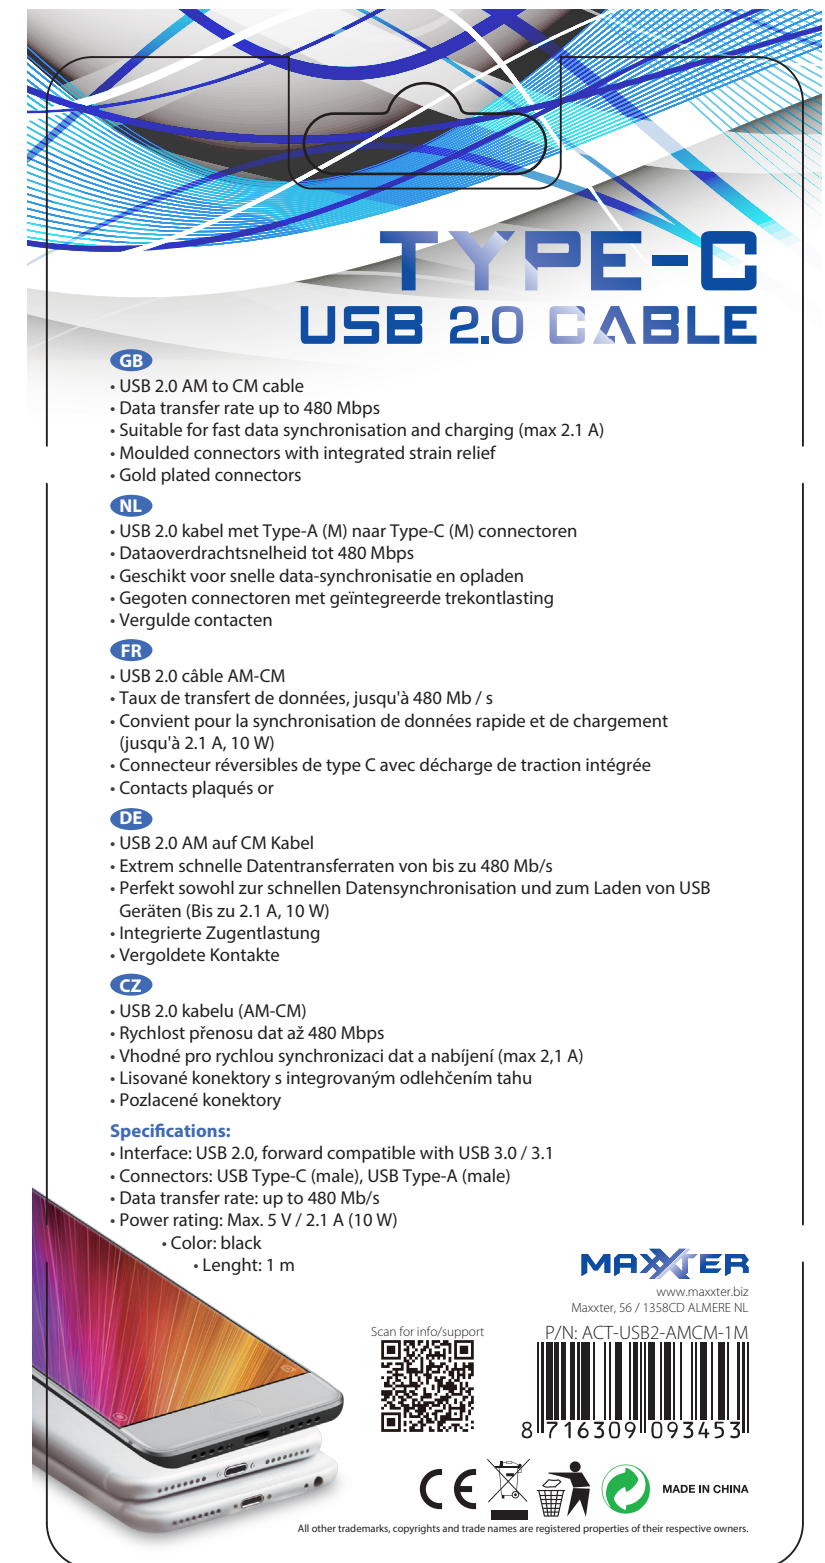 TYPE-C
USB 2.0 CABLE
GB
• USB 2.0 AM to CM cable
• Data transfer rate up to 480 Mbps
• Suitable for fast data synchronisation and charging (max 2.1 A)
• Moulded connectors with integrated strain relief
• Gold plated connectors
NL
• USB 2.0 kabel met Type-A (M) naar Type-C (M) connectoren
• Dataoverdrachtsnelheid tot 480 Mbps
• Geschikt voor snelle data-synchronisatie en opladen
• Gegoten connectoren met geïntegreerde trekontlasting
• Vergulde contacten
FR
• USB 2.0 câble AM-CM
• Taux de transfert de données, jusqu'à 480 Mb / s
• Convient pour la synchronisation de données rapide et de chargement
(jusqu'à 2.1 A, 10 W)
• Connecteur réversibles de type C avec décharge de traction intégrée
• Contacts plaqués or
DE
• USB 2.0 AM auf CM Kabel
• Extrem schnelle Datentransferraten von bis zu 480 Mb/s
• Perfekt sowohl zur schnellen Datensynchronisation und zum Laden von USB
Geräten (Bis zu 2.1 A, 10 W)
• Integrierte Zugentlastung
• Vergoldete Kontakte
CZ
• USB 2.0 kabelu (AM-CM)
• Rychlost přenosu dat až 480 Mbps
• Vhodné pro rychlou synchronizaci dat a nabíjení (max 2,1 A)
• Lisované konektory s integrovaným odlehčením tahu
• Pozlacené konektory
Specifications:
• Interface: USB 2.0, forward compatible with USB 3.0 / 3.1
• Connectors: USB Type-C (male), USB Type-A (male)
• Data transfer rate: up to 480 Mb/s
• Power rating: Max. 5 V / 2.1 A (10 W)
• Color: black
• Lenght: 1 m
MAXXTER
www.maxxter.biz
Maxxter, 56 / 1358CD ALMERE NL
Scan for info/support
P/N: ACT-USB2-AMCM-1M
8 716309 093453
CE
MADE IN CHINA
All other trademarks, copyrights and trade names are registered properties of their respective owners.